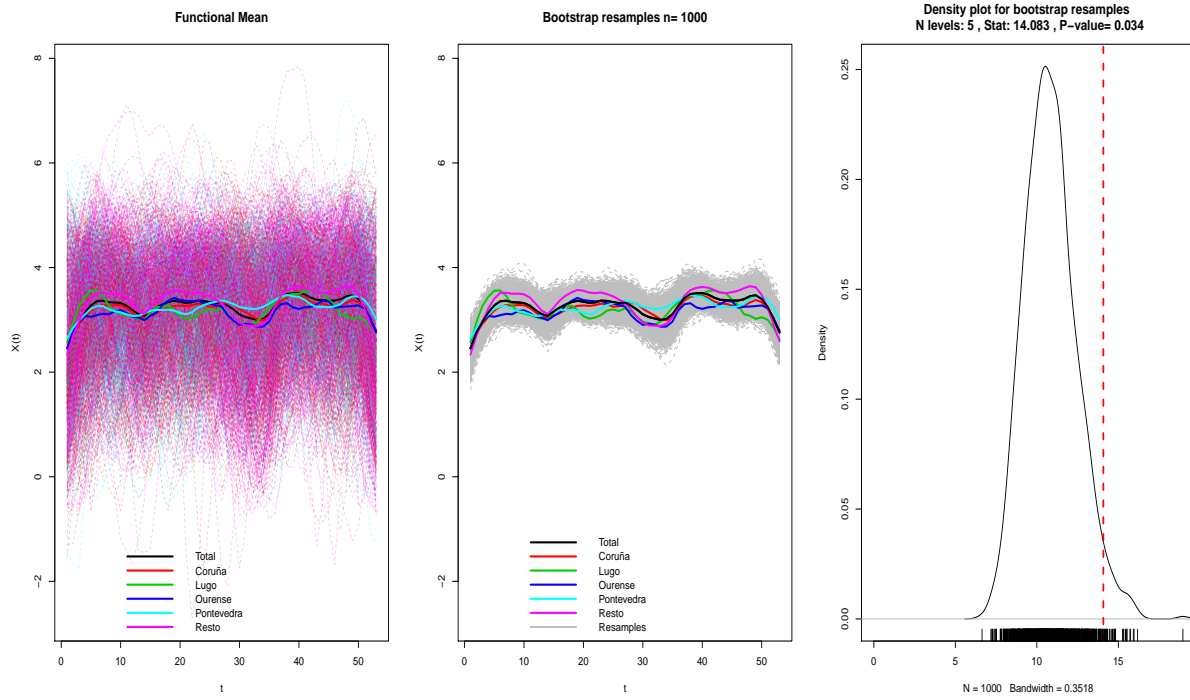 Functional Mean
X(t)
8
6
4
2
0
−2
0 10 20 30 40 50
t
Total
Coruña
Lugo
Ourense
Pontevedra
Resto
Bootstrap resamples n= 1000
X(t)
8
6
4
2
0
−2
0 10 20 30 40 50
t
Total
Coruña
Lugo
Ourense
Pontevedra
Resto
Resamples
Density plot for bootstrap resamples
N levels: 5 , Stat: 14.083 , P−value= 0.034
Density
0.25
0.20
0.15
0.10
0.05
0.00
0 5 10 15
N = 1000 Bandwidth = 0.3518